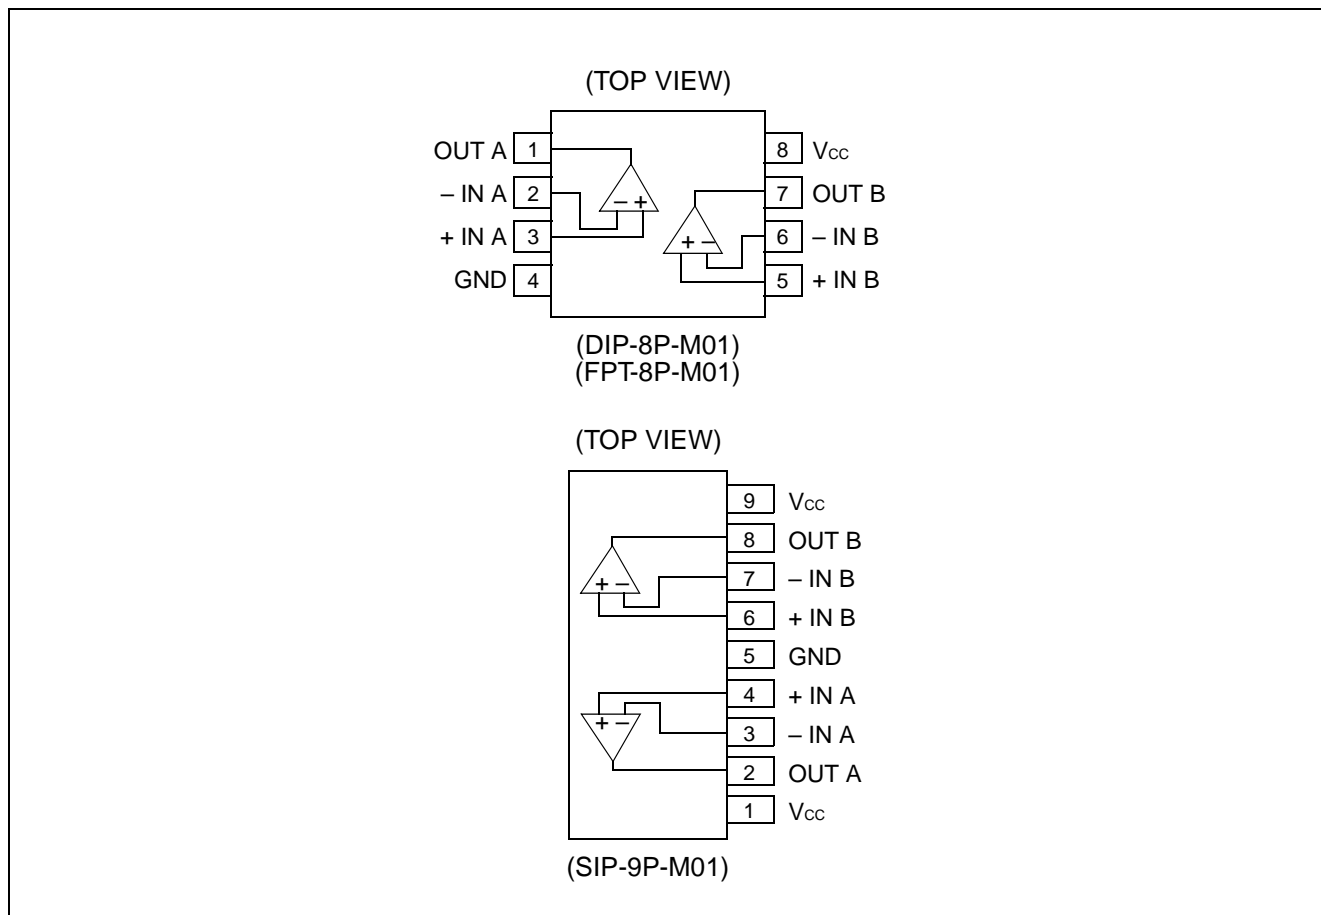 (TOP VIEW)
OUT A 1 8 Vcc
– IN A 2 – + 7 OUT B
+ IN A 3 + – 6 – IN B
GND 4 5 + IN B
(DIP-8P-M01)
(FPT-8P-M01)
(TOP VIEW)
9 Vcc
8 OUT B
+ – 7 – IN B
6 + IN B
5 GND
4 + IN A
+ – 3 – IN A
2 OUT A
1 Vcc
(SIP-9P-M01)